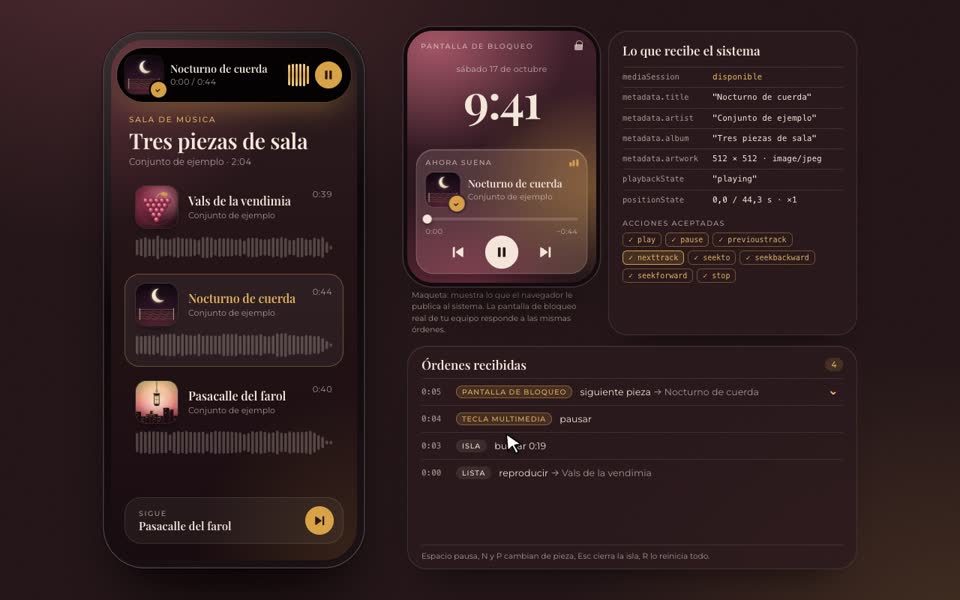 Nocturno de cuerda
0:00 / 0:44
SALA DE MÚSICA
Tres piezas de sala
Conjunto de ejemplo · 2:04
Vals de la vendimia
0:39
Conjunto de ejemplo
Nocturno de cuerda
0:44
Conjunto de ejemplo
Pasacalle del farol
0:40
Conjunto de ejemplo
SIGUE
Pasacalle del farol
PANTALLA DE BLOQUEO
sábado 17 de octubre
9:41
AHORA SUENA
Nocturno de cuerda
Conjunto de ejemplo
0:00
−0:44
Maqueta: muestra lo que el navegador le
publica al sistema. La pantalla de bloqueo
real de tu equipo responde a las mismas
órdenes.
Lo que recibe el sistema
mediaSession disponible
metadata.title "Nocturno de cuerda"
metadata.artist "Conjunto de ejemplo"
metadata.album "Tres piezas de sala"
metadata.artwork 512 × 512 · image/jpeg
playbackState "playing"
positionState 0,0 / 44,3 s · ×1
ACCIONES ACEPTADAS
✓ play ✓ pause ✓ previoustrack
✓ nexttrack ✓ seekto ✓ seekbackward
✓ seekforward ✓ stop
Órdenes recibidas
4
0:05 PANTALLA DE BLOQUEO siguiente pieza → Nocturno de cuerda
0:04 TECLA MULTIMEDIA pausar
0:03 ISLA 0:19
0:00 LISTA reproducir → Vals de la vendimia
Espacio pausa, N y P cambian de pieza, Esc cierra la isla, R lo reinicia todo.